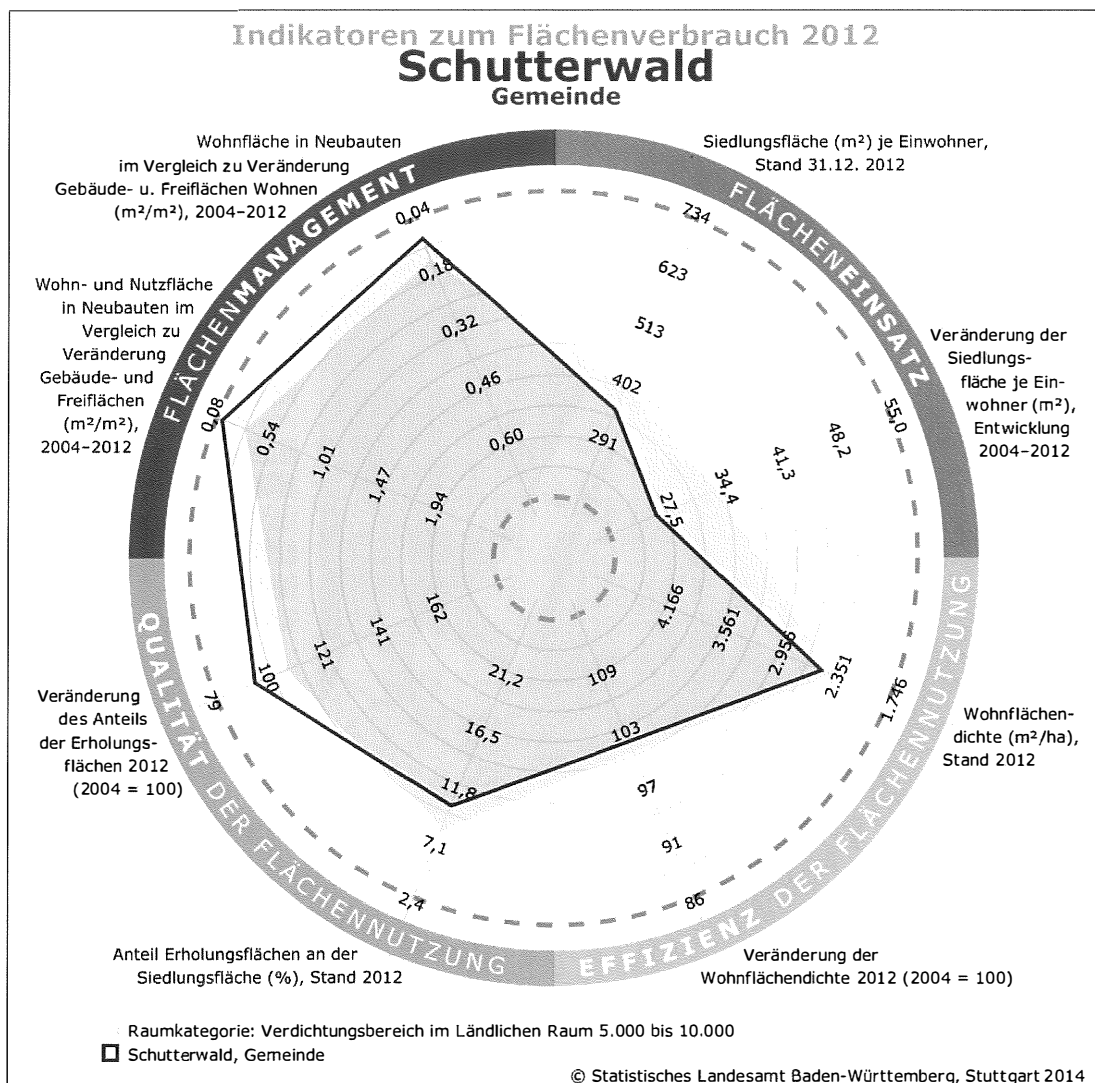 Indikatoren zum Flächenverbrauch 2012
Schutterwald
Gemeinde
Wohnfläche in Neubauten
im Vergleich zu Veränderung
Gebäude- u. Freiflächen Wohnen
(m²/m²), 2004–2012
Siedlungsfläche (m²) je Einwohner,
Stand 31.12. 2012
FLÄCHENMANAGEMENT
FLÄCHENEINSATZ
Wohn- und Nutzfläche
in Neubauten im
Vergleich zu
Veränderung
Gebäude- und
Freiflächen
(m²/m²),
2004–2012
Veränderung der
Siedlungs-
fläche je Ein-
wohner (m²),
Entwicklung
2004–2012
0,04
0,18
0,32
0,46
0,60
734
623
513
402
291
0,08
0,54
1,01
1,47
1,94
55,0
48,2
41,3
34,4
27,5
79
100
121
141
162
4.166
3.561
2.956
2.351
1.746
21,2
16,5
11,8
7,1
2,4
109
103
97
91
86
Veränderung
des Anteils
der Erholungs-
flächen 2012
(2004 = 100)
Wohnflächen-
dichte (m²/ha),
Stand 2012
QUALITÄT DER FLÄCHENNUTZUNG
EFFIZIENZ DER FLÄCHENNUTZUNG
Anteil Erholungsflächen an der
Siedlungsfläche (%), Stand 2012
Veränderung der
Wohnflächendichte 2012 (2004 = 100)
Raumkategorie: Verdichtungsbereich im Ländlichen Raum 5.000 bis 10.000
Schutterwald, Gemeinde
© Statistisches Landesamt Baden-Württemberg, Stuttgart 2014